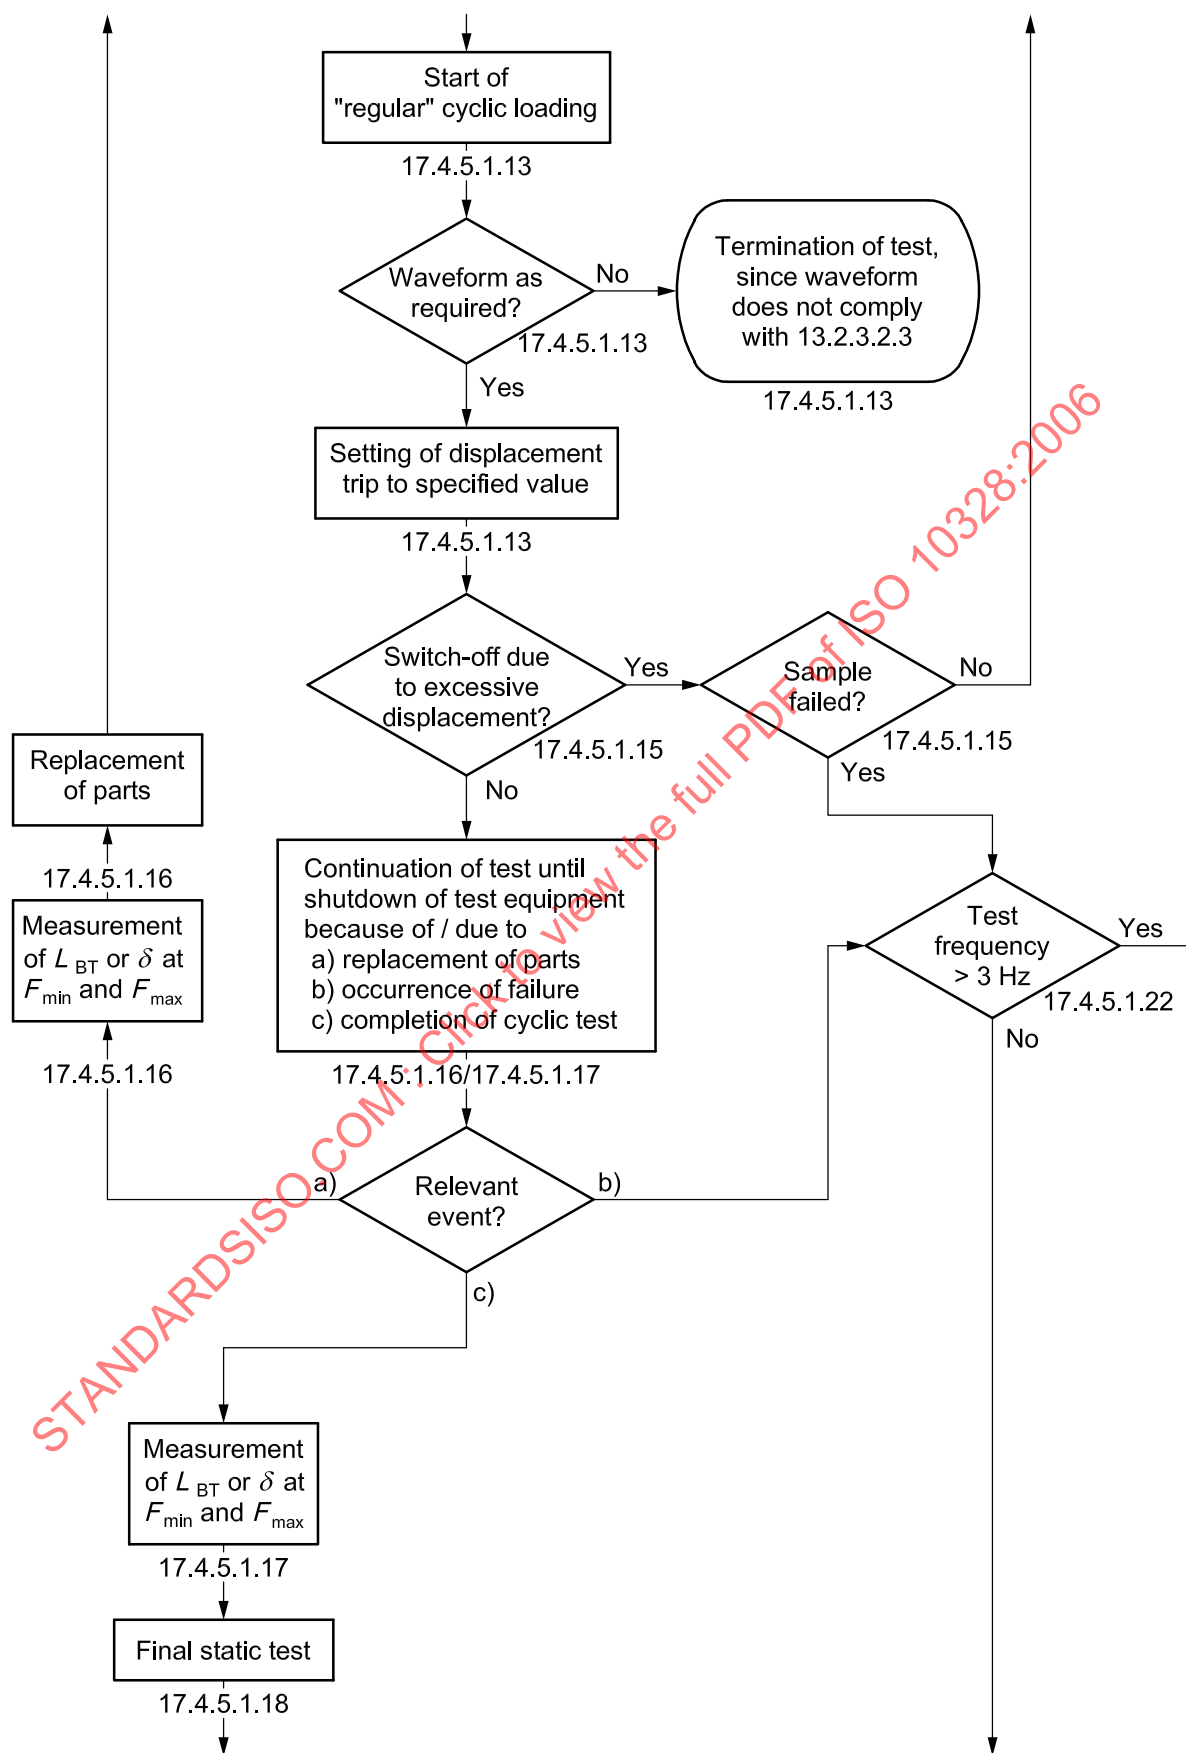 Start of
"regular" cyclic loading
17.4.5.1.13
Waveform as
required?
No
17.4.5.1.13
Yes
Termination of test,
since waveform
does not comply
with 13.2.3.2.3
17.4.5.1.13
Setting of displacement
trip to specified value
17.4.5.1.13
Switch-off due
to excessive
displacement?
Yes
17.4.5.1.15
No
Sample
failed?
No
17.4.5.1.15
Yes
Replacement
of parts
17.4.5.1.16
Measurement
of L BT or δ at
F min and F max
17.4.5.1.16
Continuation of test until
shutdown of test equipment
because of / due to
a) replacement of parts
b) occurrence of failure
c) completion of cyclic test
17.4.5.1.16/17.4.5.1.17
Test
frequency
> 3 Hz
Yes
17.4.5.1.22
No
Relevant
event?
a)
b)
c)
Measurement
of L BT or δ at
F min and F max
17.4.5.1.17
Final static test
17.4.5.1.18
STANDARDSISO.COM : Click to view the full PDF of ISO 10328:2006